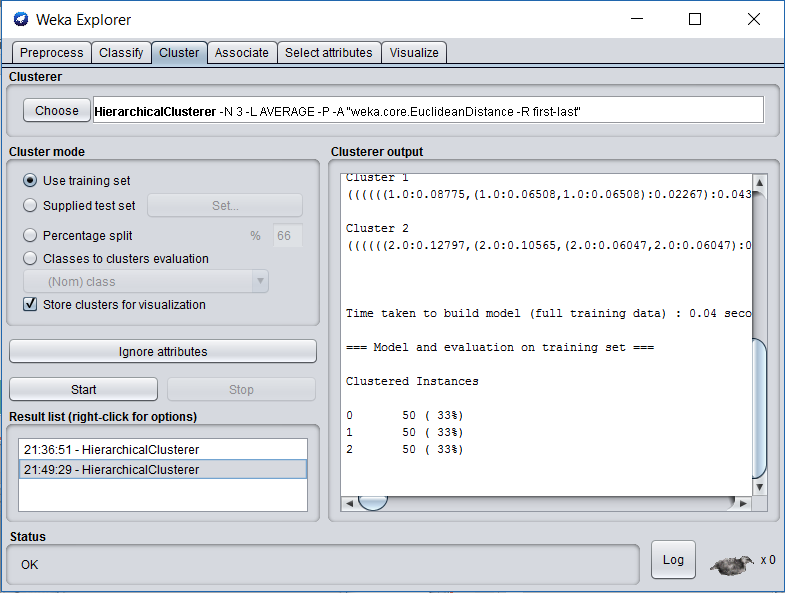 Weka Explorer
Preprocess Classify Cluster Associate Select attributes Visualize
Clusterer
Choose HierarchicalClusterer -N 3 -L AVERAGE -P -A "weka.core.EuclideanDistance -R first-last"
Cluster mode
Use training set
Supplied test set Set...
Percentage split % 66
Classes to clusters evaluation
(Nom) class
Store clusters for visualization
Ignore attributes
Start Stop
Result list (right-click for options)
21:36:51 - HierarchicalClusterer
21:49:29 - HierarchicalClusterer
Clusterer output
Cluster 1
((((((1.0:0.08775,(1.0:0.06508,1.0:0.06508):0.02267):0.043
Cluster 2
((((((2.0:0.12797,(2.0:0.10565,(2.0:0.06047,2.0:0.06047):0
Time taken to build model (full training data) : 0.04 seco
=== Model and evaluation on training set ===
Clustered Instances
0 50 ( 33%)
1 50 ( 33%)
2 50 ( 33%)
Status
OK
Log x 0